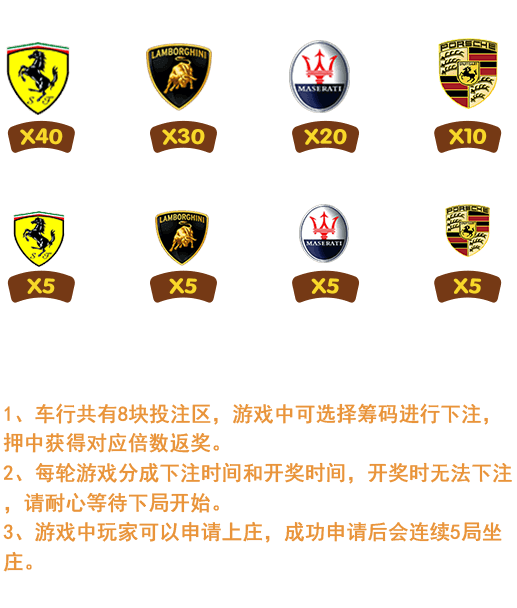 S F LAMBORGHINI MASERATI PORSCHE
X40 X30 X20 X10
S F LAMBORGHINI MASERATI PORSCHE
X5 X5 X5 X5
1、车行共有8块投注区，游戏中可选择筹码进行下注，
押中获得对应倍数返奖。
2、每轮游戏分成下注时间和开奖时间，开奖时无法下注
，请耐心等待下局开始。
3、游戏中玩家可以申请上庄，成功申请后会连续5局坐
庄。